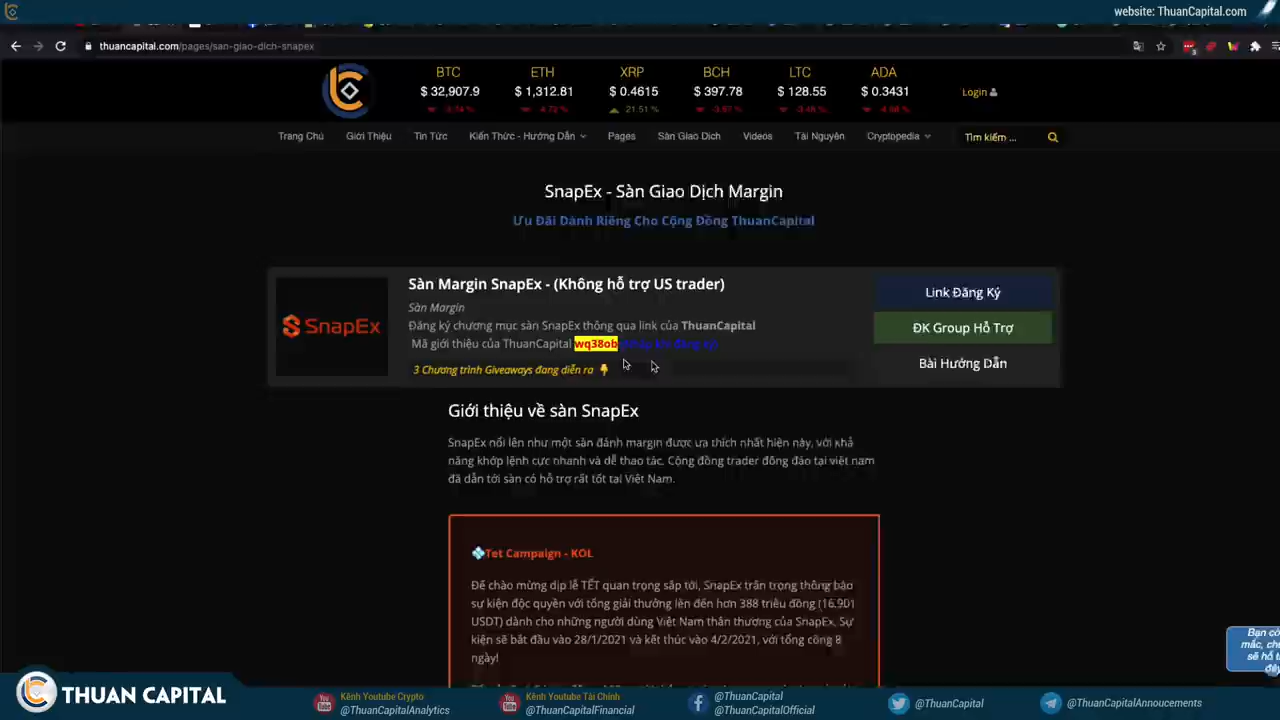 website: ThuanCapital.com
thuancapital.com/pages/san-giao-dich-snapex
BTC
$ 32,907.9
ETH
$ 1,312.81
XRP
$ 0.4615
21.51 %
BCH
$ 397.78
LTC
$ 128.55
ADA
$ 0.3431
Login
Trang Chủ Giới Thiệu Tin Tức Kiến Thức - Hướng Dẫn Pages Sàn Giao Dịch Videos Tài Nguyên Cryptopedia Tìm kiếm ...
SnapEx - Sàn Giao Dịch Margin
Ưu Đãi Dành Riêng Cho Cộng Đồng ThuanCapital
SnapEx
Sàn Margin SnapEx - (Không hỗ trợ US trader)
Sàn Margin
Đăng ký chương mục sàn SnapEx thông qua link của ThuanCapital
Mã giới thiệu của ThuanCapital wq38ob
3 Chương trình Giveaways đang diễn ra
Link Đăng Ký
ĐK Group Hỗ Trợ
Bài Hướng Dẫn
Giới thiệu về sàn SnapEx
SnapEx nổi lên như một sàn đánh margin được ưa thích nhất hiện này, với khả
năng khớp lệnh cực nhanh và dễ thao tác. Cộng đồng trader đông đảo tại việt nam
đã dẫn tới sàn có hỗ trợ rất tốt tại Việt Nam.
Tet Campaign - KOL
Để chào mừng dịp lễ TẾT quan trọng sắp tới, SnapEx trân trọng thông báo
sự kiện độc quyền với tổng giải thưởng lên đến hơn 388 triệu đồng (16,901
USDT) dành cho những người dùng Việt Nam thân thương của SnapEx. Sự
kiện sẽ bắt đầu vào 28/1/2021 và kết thúc vào 4/2/2021, với tổng cộng 8
ngày!
THUAN CAPITAL
Kênh Youtube Crypto
@ThuanCapitalAnalytics
Kênh Youtube Tài Chính
@ThuanCapitalFinancial
@ThuanCapital
@ThuanCapitalOfficial
@ThuanCapital
@ThuanCapitalAnnoucements